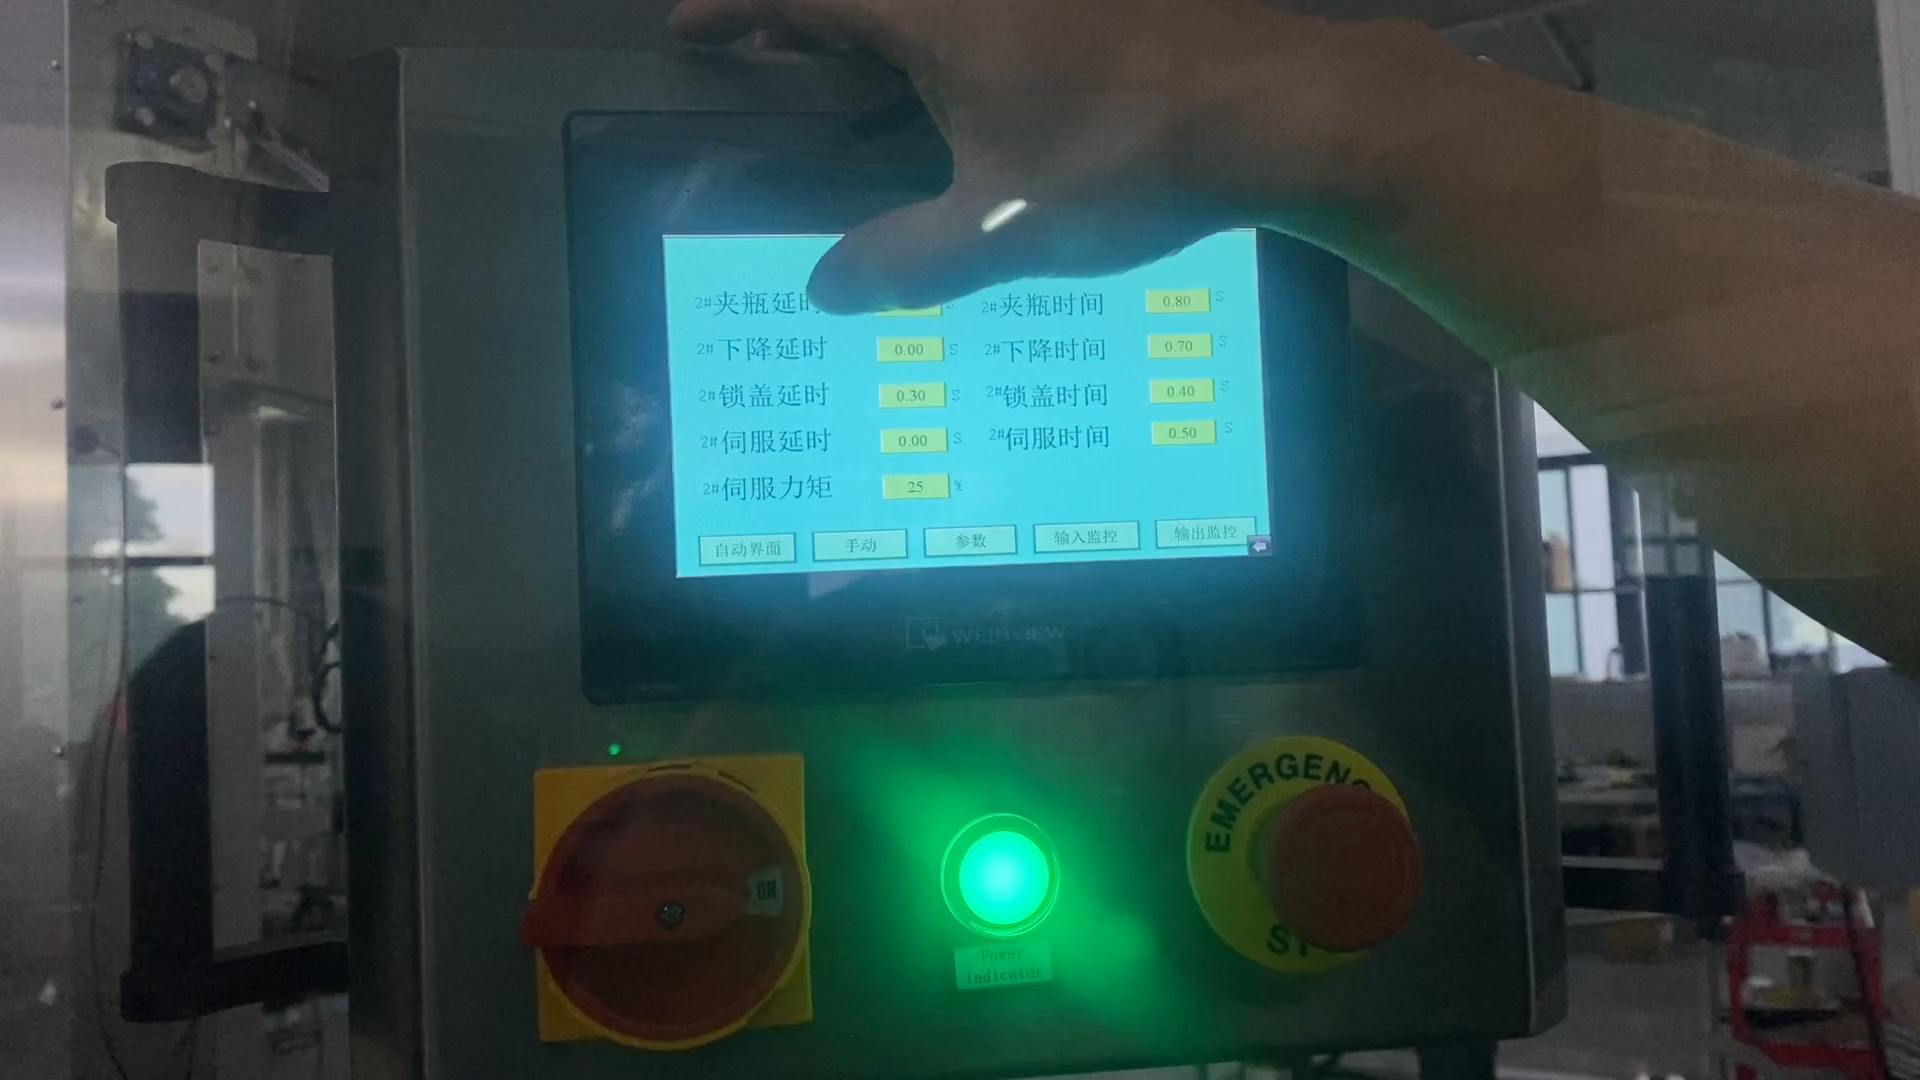 2#夹瓶延时 S 2#夹瓶时间 0.80 S
2#下降延时 0.00 S 2#下降时间 0.70 S
2#锁盖延时 0.30 S 2#锁盖时间 0.40 S
2#伺服延时 0.00 S 2#伺服时间 0.50 S
2#伺服力矩 25 %
自动界面 手动 参数 输入监控 输出监控
WEINVIEW
ON
Power
Indicator
EMERGENC
ST